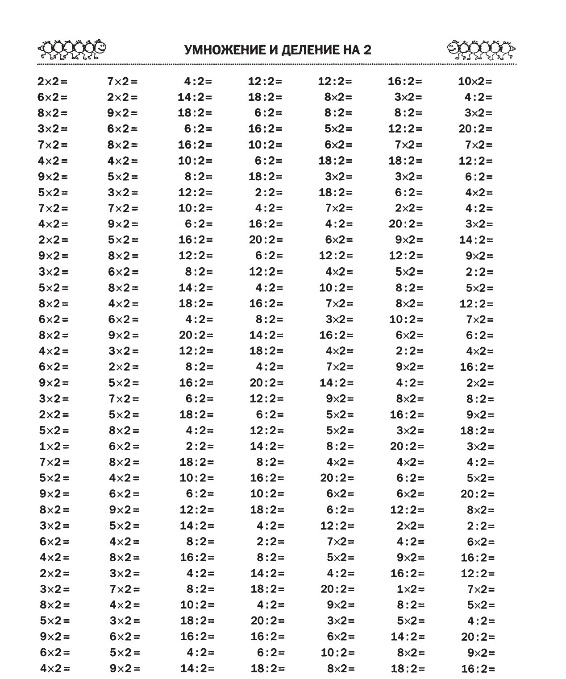 УМНОЖЕНИЕ И ДЕЛЕНИЕ НА 2
2×2= 7×2= 4:2= 12:2= 12:2= 16:2= 10×2=
6×2= 2×2= 14:2= 18:2= 8×2= 3×2= 4:2=
8×2= 9×2= 18:2= 6:2= 8:2= 8:2= 3×2=
3×2= 6×2= 6:2= 16:2= 5×2= 12:2= 20:2=
7×2= 8×2= 16:2= 10:2= 6×2= 7×2= 7×2=
4×2= 4×2= 10:2= 6:2= 18:2= 18:2= 12:2=
9×2= 5×2= 8:2= 18:2= 3×2= 3×2= 6:2=
5×2= 3×2= 12:2= 2:2= 18:2= 6:2= 4×2=
7×2= 7×2= 10:2= 4:2= 7×2= 2×2= 4:2=
4×2= 9×2= 6:2= 16:2= 4:2= 20:2= 3×2=
2×2= 5×2= 16:2= 20:2= 6×2= 9×2= 14:2=
9×2= 8×2= 12:2= 6:2= 12:2= 12:2= 9×2=
3×2= 6×2= 8:2= 12:2= 4×2= 5×2= 2:2=
5×2= 8×2= 14:2= 4:2= 10:2= 8:2= 5×2=
8×2= 4×2= 18:2= 16:2= 7×2= 8×2= 12:2=
6×2= 6×2= 4:2= 8:2= 3×2= 10:2= 7×2=
8×2= 9×2= 20:2= 14:2= 16:2= 6×2= 6:2=
4×2= 3×2= 12:2= 18:2= 4×2= 2:2= 4×2=
6×2= 2×2= 8:2= 4:2= 7×2= 9×2= 16:2=
9×2= 5×2= 16:2= 20:2= 14:2= 4:2= 2×2=
3×2= 7×2= 6:2= 12:2= 9×2= 8×2= 8:2=
2×2= 5×2= 18:2= 6:2= 5×2= 16:2= 9×2=
5×2= 8×2= 4:2= 12:2= 5×2= 3×2= 18:2=
1×2= 6×2= 2:2= 14:2= 8:2= 20:2= 3×2=
7×2= 8×2= 18:2= 8:2= 4×2= 4×2= 4:2=
5×2= 4×2= 10:2= 16:2= 20:2= 6:2= 5×2=
9×2= 6×2= 6:2= 10:2= 6×2= 6×2= 20:2=
8×2= 9×2= 12:2= 18:2= 6:2= 12:2= 8×2=
3×2= 5×2= 14:2= 4:2= 12:2= 2×2= 2:2=
6×2= 4×2= 8:2= 2:2= 7×2= 4:2= 6×2=
4×2= 8×2= 16:2= 8:2= 5×2= 9×2= 16:2=
2×2= 3×2= 4:2= 14:2= 4:2= 16:2= 12:2=
3×2= 7×2= 8:2= 18:2= 20:2= 1×2= 7×2=
8×2= 4×2= 10:2= 4:2= 9×2= 8:2= 5×2=
5×2= 3×2= 18:2= 20:2= 3×2= 5×2= 4:2=
9×2= 6×2= 16:2= 16:2= 6×2= 14:2= 20:2=
6×2= 5×2= 4:2= 6:2= 10:2= 8×2= 9×2=
4×2= 9×2= 14:2= 18:2= 8×2= 18:2= 16:2=